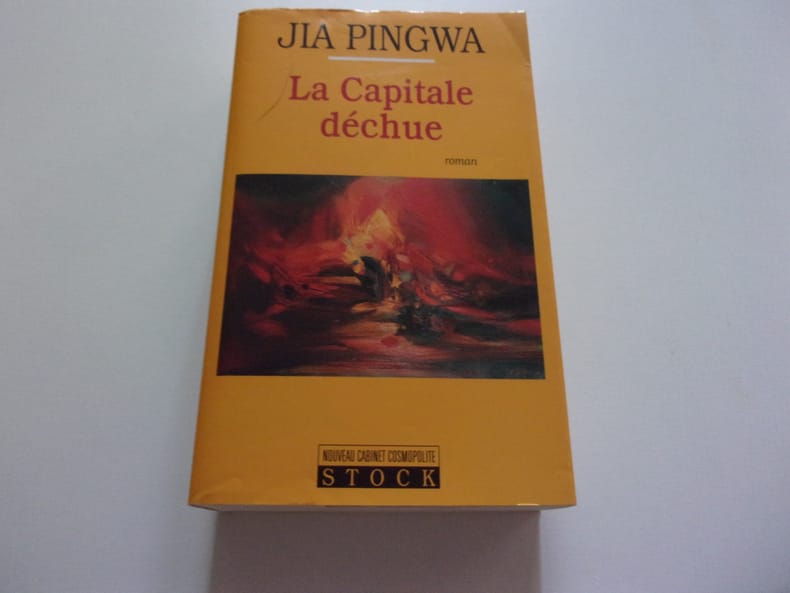 JIA PINGWA
La Capitale
déchue
roman
NOUVEAU CABINET COSMOPOLITE
STOCK